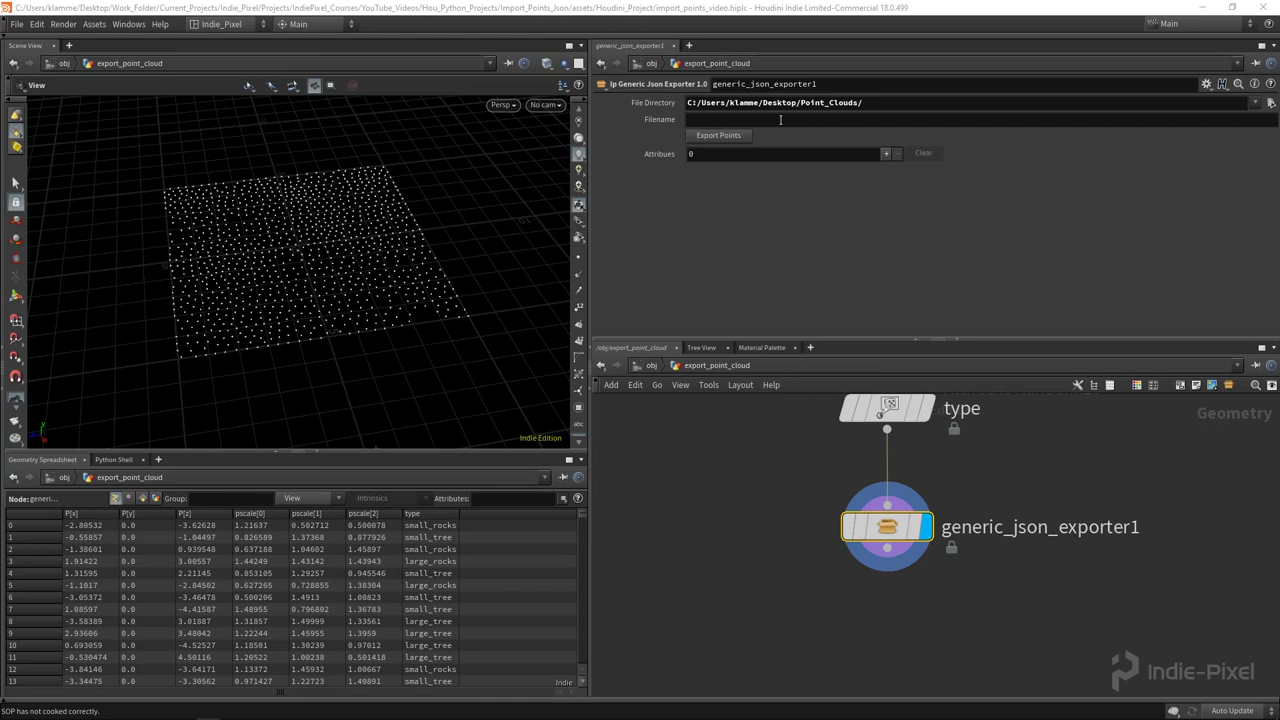 C:/Users/klamme/Desktop/Work_Folder/Current_Projects/Indie_Pixel/Projects/IndiePixel_Courses/YouTube_Videos/Hou_Python_Projects/Import_Points_Json/assets/Houdini_Project/import_points_video.hiplc - Houdini Indie Limited-Commercial 18.0.499
File Edit Render Assets Windows Help Indie_Pixel Main Main
Scene View
obj export_point_cloud
View
Persp No cam
Indie Edition
generic_json_exporter1
obj export_point_cloud
Ip Generic Json Exporter 1.0 generic_json_exporter1
File Directory C:/Users/klamme/Desktop/Point_Clouds/
Filename
Export Points
Attribues 0 Clear
/obj/export_point_cloud Tree View Material Palette
obj export_point_cloud
Add Edit Go View Tools Layout Help
Geometry
type
generic_json_exporter1
Indie-Pixel
Geometry Spreadsheet Python Shell
obj export_point_cloud
Node: generi... Group: View Intrinsics Attributes:
P[x] P[y] P[z] pscale[0] pscale[1] pscale[2] type
0 -2.80532 0.0 -3.62628 1.21637 0.502712 0.500078 small_rocks
1 -0.55857 0.0 -1.04497 0.826589 1.37368 0.877926 small_tree
2 -1.38601 0.0 0.939548 0.637188 1.04602 1.45897 small_rocks
3 1.91422 0.0 3.00557 1.44249 1.43142 1.43943 large_rocks
4 1.31595 0.0 2.21145 0.853105 1.29257 0.945546 small_tree
5 -1.1017 0.0 -2.84502 0.627265 0.728855 1.38304 large_rocks
6 -3.05372 0.0 -3.46478 0.500206 1.4913 1.00823 small_tree
7 1.08597 0.0 -4.41587 1.48955 0.796802 1.36783 small_tree
8 -3.58389 0.0 3.01887 1.31857 1.49999 1.33561 large_tree
9 2.93606 0.0 3.48042 1.22244 1.45955 1.3959 large_tree
10 0.693059 0.0 -4.52527 1.18501 1.30239 0.97012 small_tree
11 -0.530474 0.0 4.50116 1.20522 1.00238 0.501418 large_tree
12 -3.84146 0.0 -3.64171 1.13372 1.45932 1.00667 small_rocks
13 -3.34475 0.0 -3.30562 0.971427 1.22723 1.40891 small_tree
Indie
SOP has not cooked correctly.
Auto Update